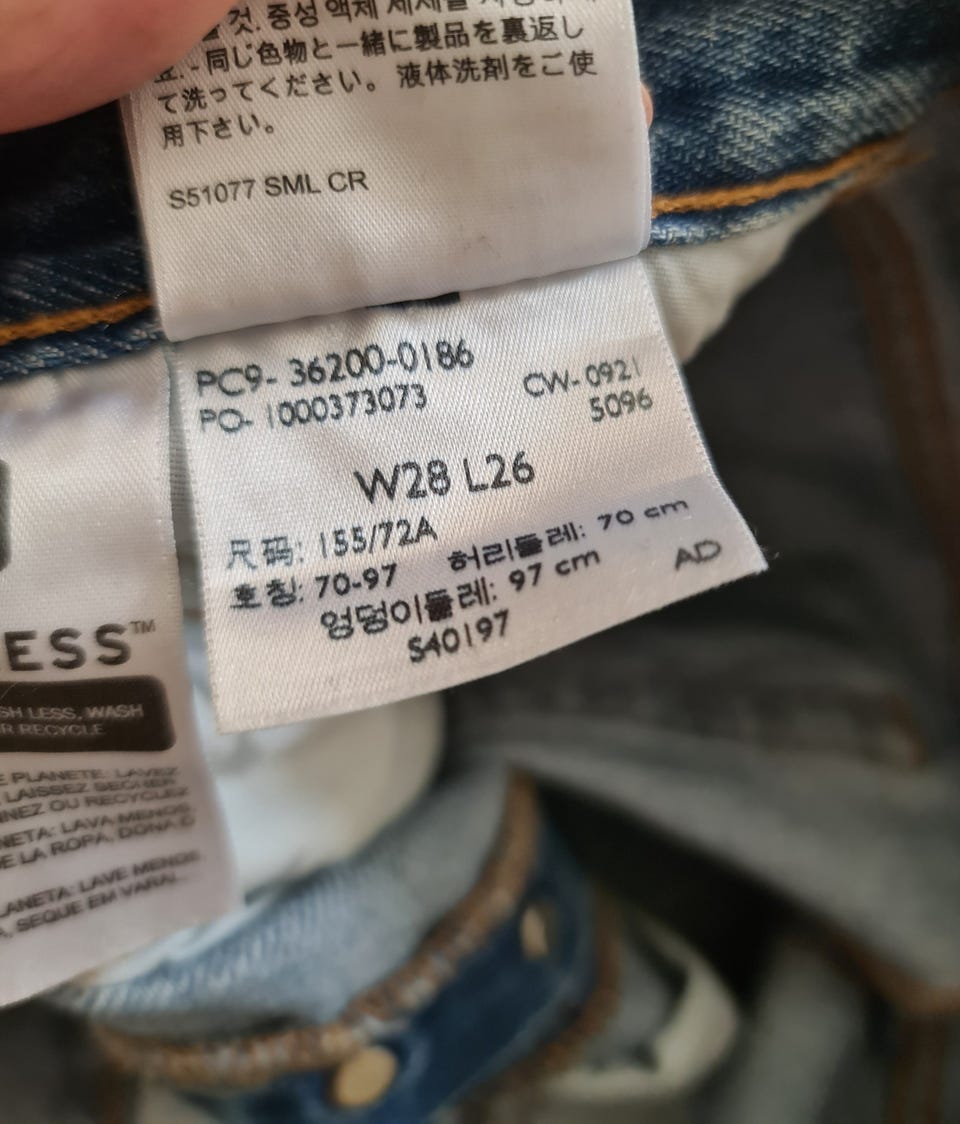 것. 중성 액체 세제를
요.- 同じ色物と一緒に製品を裏返し
て洗ってください。液体洗剤をご使
用下さい。
S51077 SML CR
PC9- 36200-0186
PO- 1000373073
CW-0921
5096
W28 L26
尺码: 155/72A
호칭: 70-97 허리둘레: 70 cm
엉덩이둘레: 97 cm
AD
S40197
ESS™
SH LESS, WASH
R RECYCLE
E PLANETE: LAVEZ
LAISSEZ SECHER
NEZ OU RECYCLEZ
NETA: LAVA MENOS
E LA ROPA, DONA O
LANETA: LAVE MENOS
A, SEQUE EM VARAL